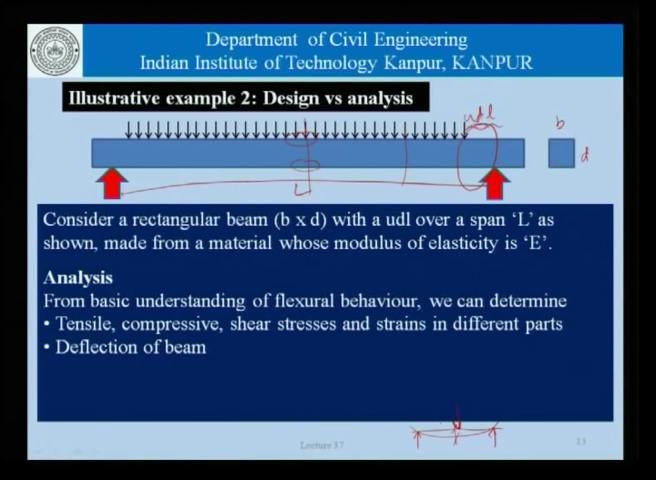 Department of Civil Engineering
Indian Institute of Technology Kanpur, KANPUR
Illustrative example 2: Design vs analysis
udl
b
d
L
Consider a rectangular beam (b x d) with a udl over a span ‘L’ as
shown, made from a material whose modulus of elasticity is ‘E’.
Analysis
From basic understanding of flexural behaviour, we can determine
• Tensile, compressive, shear stresses and strains in different parts
• Deflection of beam
Lecture 37
13